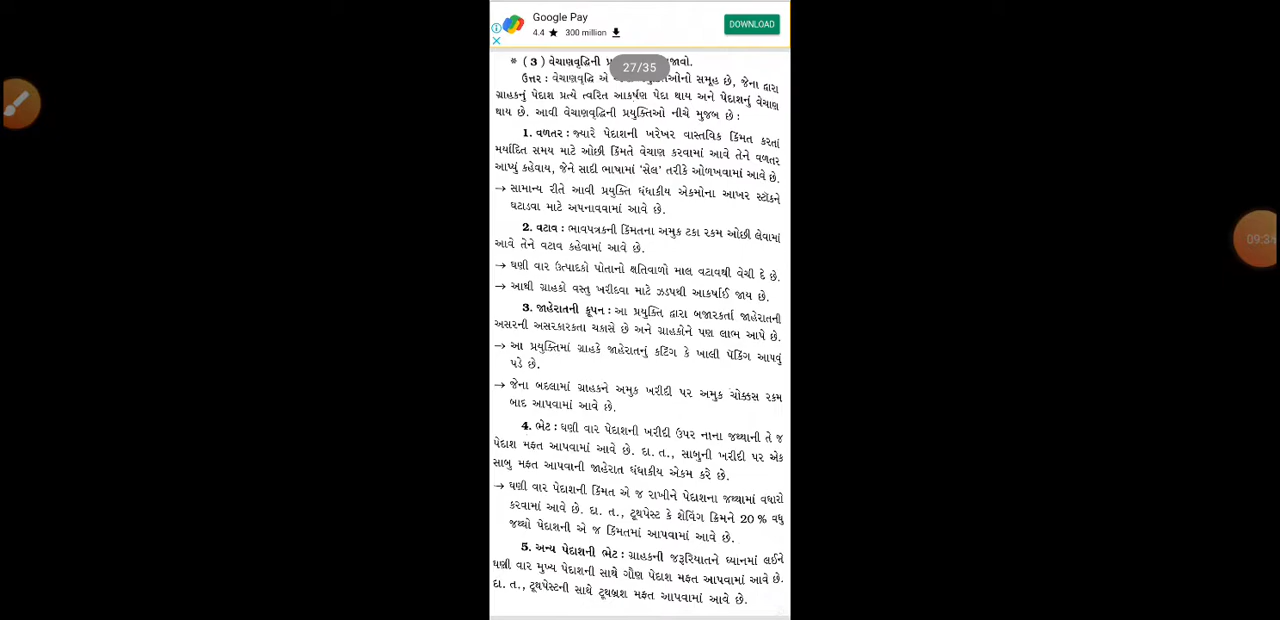 Google Pay
DOWNLOAD
4.4 ★ 300 million
27/35
* (3) વેચાણવૃદ્ધિની
ઉત્તર : વેચાણવૃદ્ધિ એ સમૂહ છે, જેના દ્વારા
ગ્રાહકનું પેદાશ પ્રત્યે ત્વરિત આકર્ષણ પેદા થાય અને પેદાશનું વેચાણ
થાય છે. આવી વેચાણવૃદ્ધિની પ્રયુક્તિઓ નીચે મુજબ છે :
1. વળતર : જ્યારે પેદાશની ખરેખર વાસ્તવિક કિંમત કરતાં
મર્યાદિત સમય માટે ઓછી કિંમતે વેચાણ કરવામાં આવે તેને વળતર
આપ્યું કહેવાય, જેને સાદી ભાષામાં ‘સેલ’ તરીકે ઓળખવામાં આવે છે.
→ સામાન્ય રીતે આવી પ્રયુક્તિ ધંધાકીય એકમોના આખર સ્ટૉકને
ઘટાડવા માટે અપનાવવામાં આવે છે.
2. વટાવ : ભાવપત્રકની કિંમતના અમુક ટકા રકમ ઓછી લેવામાં
આવે તેને વટાવ કહેવામાં આવે છે.
→ ઘણી વાર ઉત્પાદકો પોતાનો ક્ષતિવાળો માલ વટાવથી વેચી દે છે.
→ આથી ગ્રાહકો વસ્તુ ખરીદવા માટે ઝડપથી આકર્ષાઈ જાય છે.
3. જાહેરાતની કૂપન : આ પ્રયુક્તિ દ્વારા બજારકર્તા જાહેરાતની
અસરની અસરકારકતા ચકાસે છે અને ગ્રાહકોને પણ લાભ આપે છે.
→ આ પ્રયુક્તિમાં ગ્રાહકે જાહેરાતનું કટિંગ કે ખાલી પૅકિંગ આપવું
પડે છે.
→ જેના બદલામાં ગ્રાહકને અમુક ખરીદી પર અમુક ચોક્કસ રકમ
બાદ આપવામાં આવે છે.
4. ભેટ : ઘણી વાર પેદાશની ખરીદી ઉપર નાના જથ્થાની તે જ
પેદાશ મફત આપવામાં આવે છે. દા. ત., સાબુની ખરીદી પર એક
સાબુ મફત આપવાની જાહેરાત ધંધાકીય એકમ કરે છે.
→ ઘણી વાર પેદાશની કિંમત એ જ રાખીને પેદાશના જથ્થામાં વધારો
કરવામાં આવે છે. દા. ત., ટૂથપેસ્ટ કે શેવિંગ ક્રિમને 20 % વધુ
જથ્થો પેદાશની એ જ કિંમતમાં આપવામાં આવે છે.
5. અન્ય પેદાશની ભેટ : ગ્રાહકની જરૂરિયાતને ધ્યાનમાં લઈને
ઘણી વાર મુખ્ય પેદાશની સાથે ગૌણ પેદાશ મફત આપવામાં આવે છે.
દા. ત., ટૂથપેસ્ટની સાથે ટૂથબ્રશ મફત આપવામાં આવે છે.